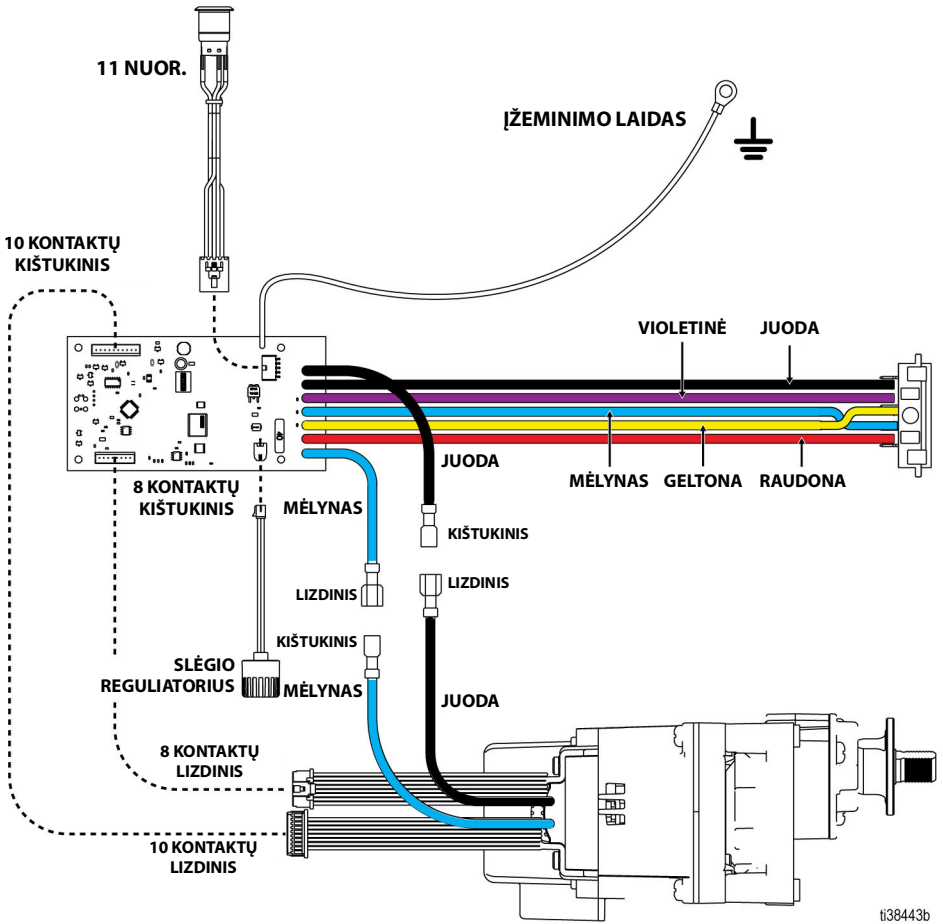 11 NUOR.
ĮŽEMINIMO LAIDAS
10 KONTAKTŲ
KIŠTUKINIS
VIOLETINĖ
JUODA
JUODA
MĖLYNAS
GELTONA
RAUDONA
8 KONTAKTŲ
KIŠTUKINIS
MĖLYNAS
KIŠTUKINIS
LIZDINIS
LIZDINIS
KIŠTUKINIS
SLĖGIO
REGULIATORIUS
MĖLYNAS
JUODA
8 KONTAKTŲ
LIZDINIS
10 KONTAKTŲ
LIZDINIS
ti38443b